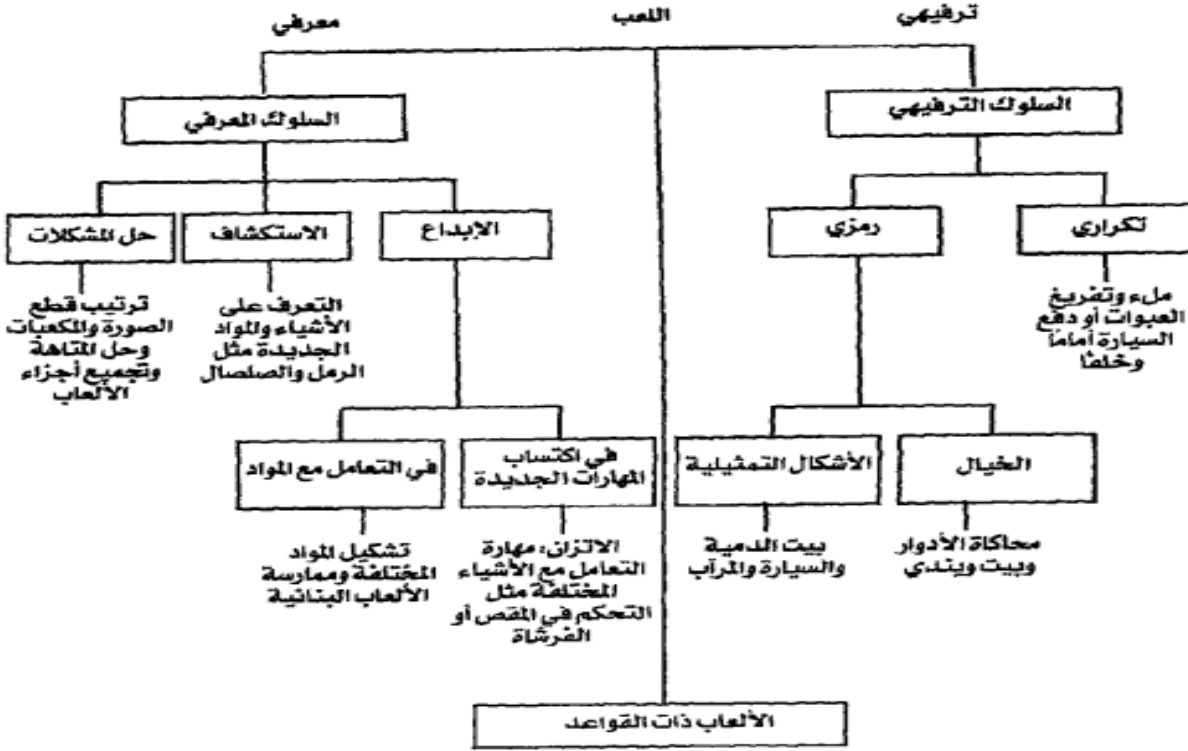 ترفيهي
اللعب
معرفي
السلوك الترفيهي
السلوك المعرفي
تكراري
رمزي
الإبداع
الاستكشاف
حل المشكلات
ملء وتفريغ
العبوات أو دفع
السيارة أماما
وخلفا
التعرف على
الأشياء والمواد
الجديدة مثل
الرمل والصلصال
ترتيب قطع
الصورة والمكعبات
وحل المتاهة
وتجميع أجزاء
الألعاب
الخيال
الأشكال التمثيلية
في اكتساب
المهارات الجديدة
في التعامل مع المواد
محاكاة الأدوار
وبيت ويندي
بيت الدمية
والسيارة والمرآب
الاتزان؛ مهارة
التعامل مع الأشياء
المختلفة مثل
التحكم في المقص أو
الفرشاة
تشكيل المواد
المختلفة وممارسة
الألعاب البنائية
الألعاب ذات القواعد